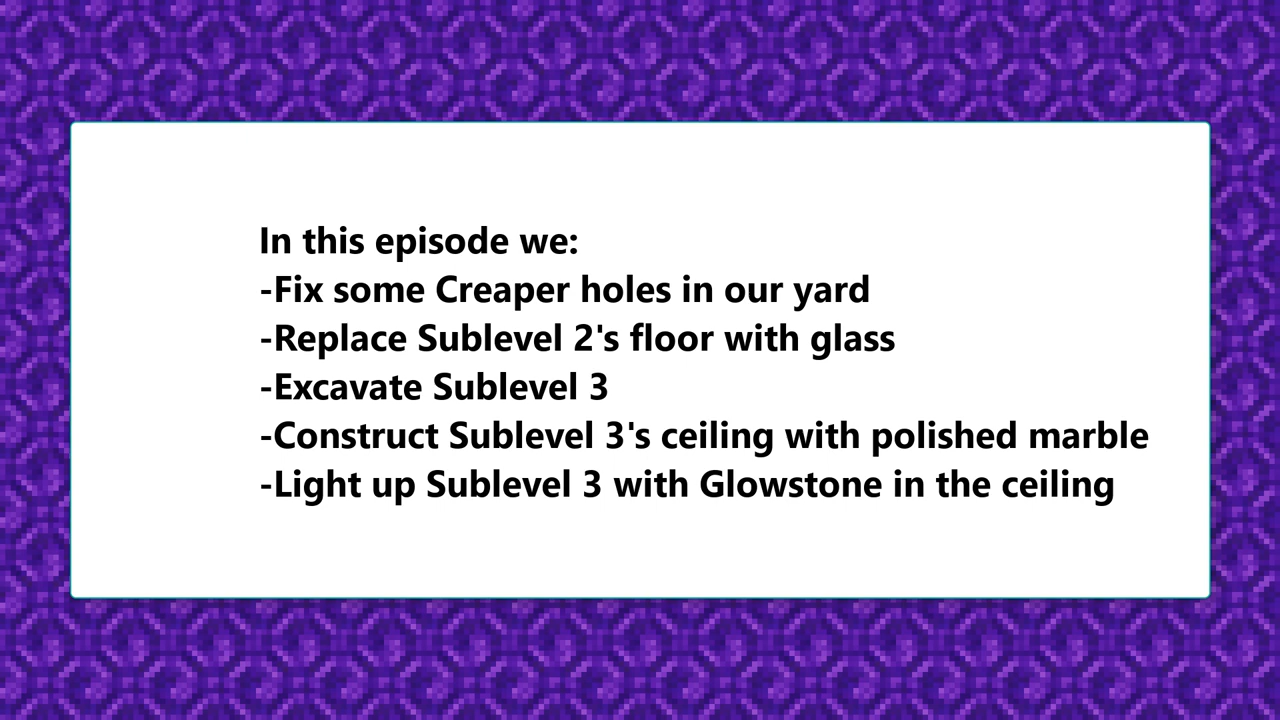 In this episode we:
-Fix some Creaper holes in our yard
-Replace Sublevel 2's floor with glass
-Excavate Sublevel 3
-Construct Sublevel 3's ceiling with polished marble
-Light up Sublevel 3 with Glowstone in the ceiling